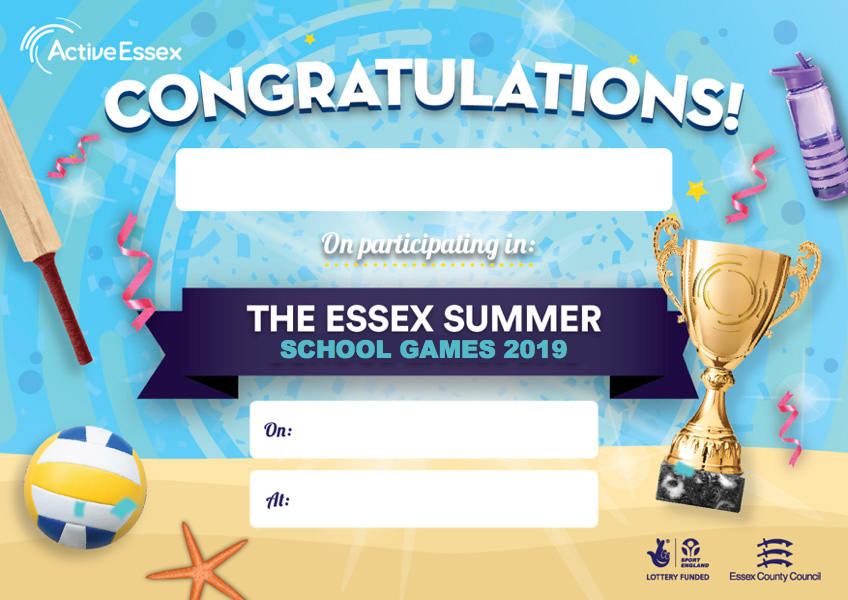 ActiveEssex
CONGRATULATIONS!
On participating in:
THE ESSEX SUMMER
SCHOOL GAMES 2019
On:
At:
SPORT
ENGLAND
LOTTERY FUNDED
Essex County Council